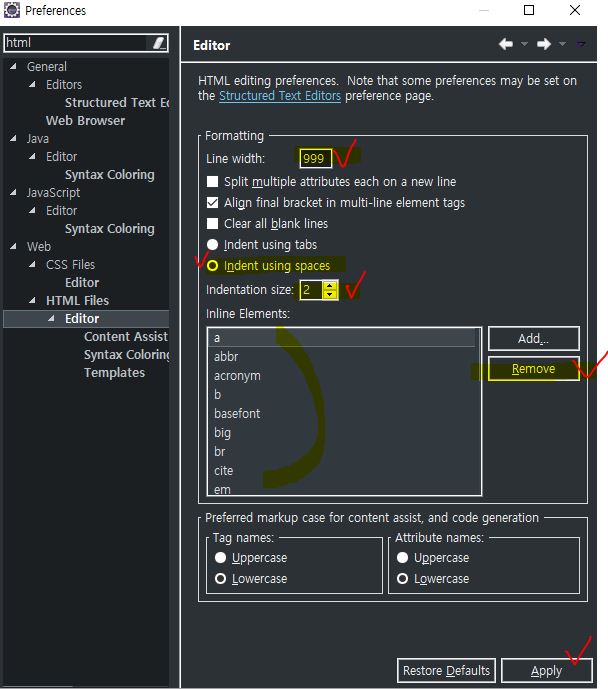 Preferences
html
General
Editors
Structured Text Ed
Web Browser
Java
Editor
Syntax Coloring
JavaScript
Editor
Syntax Coloring
Web
CSS Files
Editor
HTML Files
Editor
Content Assist
Syntax Coloring
Templates
Editor
HTML editing preferences. Note that some preferences may be set on
the Structured Text Editors preference page.
Formatting
Line width: 999
Split multiple attributes each on a new line
Align final bracket in multi-line element tags
Clear all blank lines
Indent using tabs
Indent using spaces
Indentation size: 2
Inline Elements:
a
abbr
acronym
b
basefont
big
br
cite
em
Add...
Remove
Preferred markup case for content assist, and code generation
Tag names:
Uppercase
Lowercase
Attribute names:
Uppercase
Lowercase
Restore Defaults
Apply